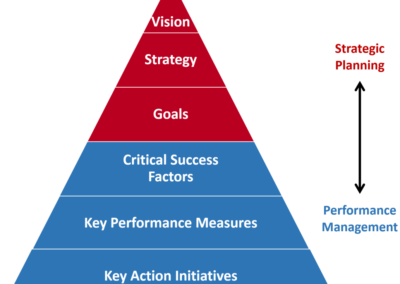 Vision
Strategy
Goals
Critical Success
Factors
Key Performance Measures
Key Action Initiatives
Strategic
Planning
Performance
Management